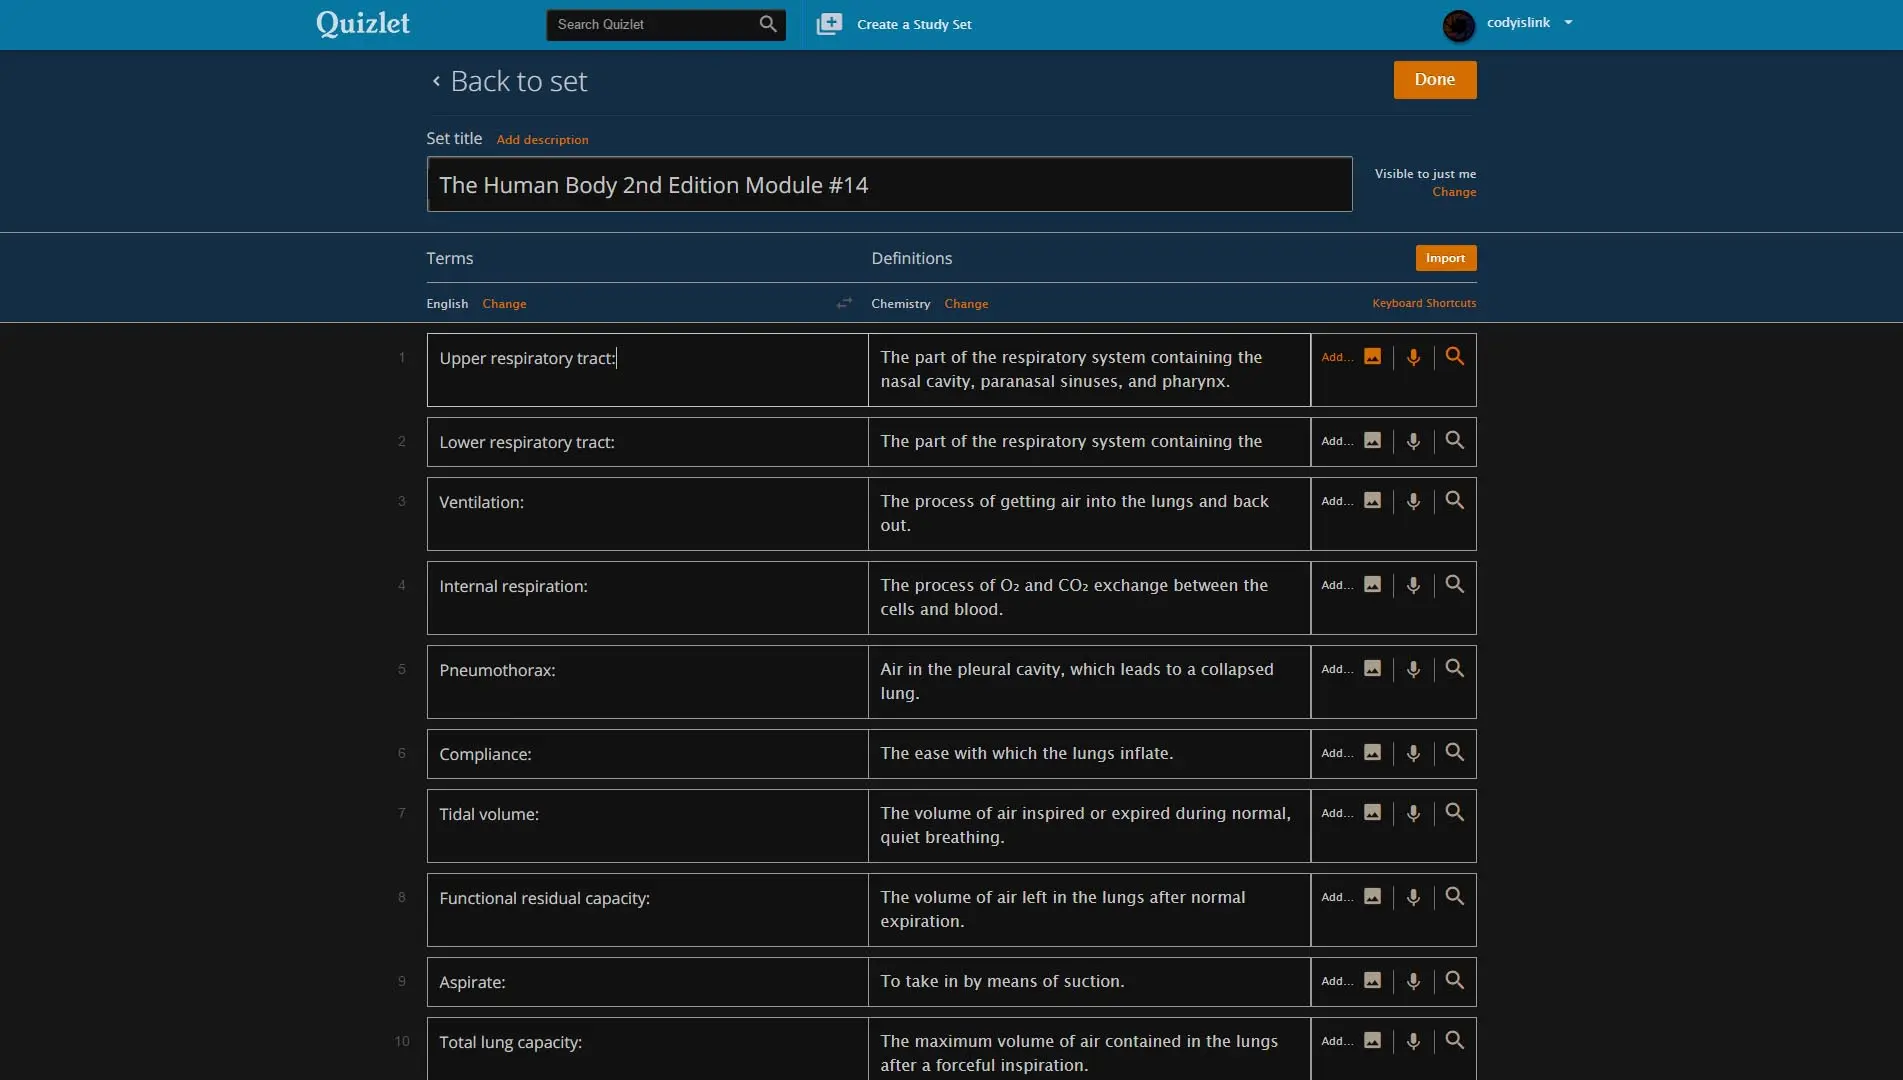 Quizlet
Search Quizlet
Create a Study Set
codyislink
‹ Back to set
Done
Set title
Add description
The Human Body 2nd Edition Module #14
Visible to just me
Change
Terms
Definitions
Import
English
Change
Chemistry
Change
Keyboard Shortcuts
1
Upper respiratory tract:
The part of the respiratory system containing the
nasal cavity, paranasal sinuses, and pharynx.
Add...
2
Lower respiratory tract:
The part of the respiratory system containing the
Add...
3
Ventilation:
The process of getting air into the lungs and back
out.
Add...
4
Internal respiration:
The process of O₂ and CO₂ exchange between the
cells and blood.
Add...
5
Pneumothorax:
Air in the pleural cavity, which leads to a collapsed
lung.
Add...
6
Compliance:
The ease with which the lungs inflate.
Add...
7
Tidal volume:
The volume of air inspired or expired during normal,
quiet breathing.
Add...
8
Functional residual capacity:
The volume of air left in the lungs after normal
expiration.
Add...
9
Aspirate:
To take in by means of suction.
Add...
10
Total lung capacity:
The maximum volume of air contained in the lungs
after a forceful inspiration.
Add...